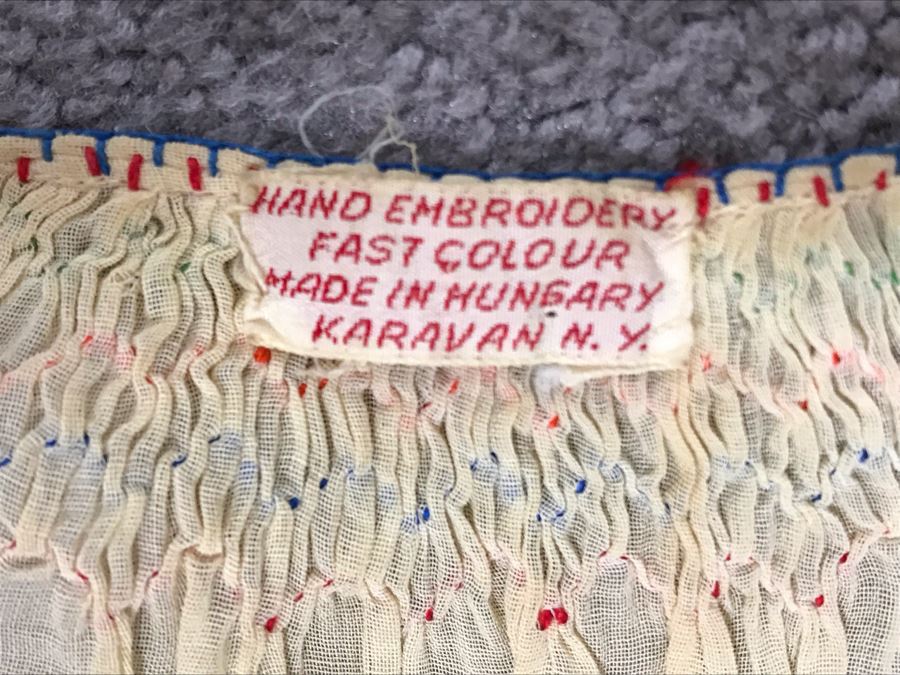 HAND EMBROIDERY.
FAST COLOUR
MADE IN HUNGARY
KARAVAN N. Y.